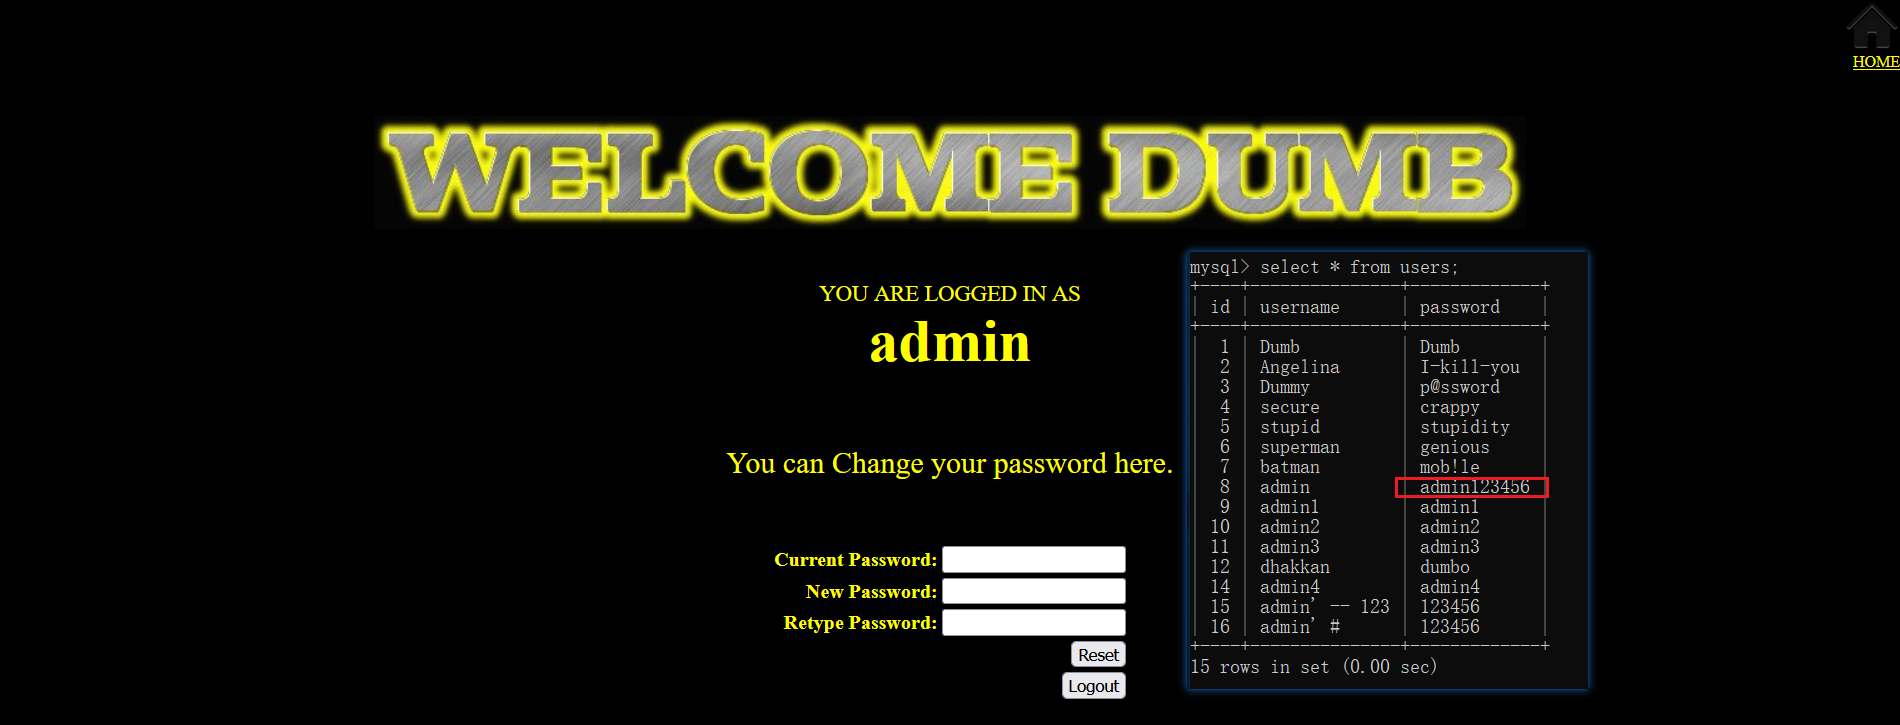 HOME
WELCOME DUMB
YOU ARE LOGGED IN AS
admin
You can Change your password here.
Current Password:
New Password:
Retype Password:
Reset
Logout
mysql> select * from users;
+----+---------------+-------------+
| id | username      | password    |
+----+---------------+-------------+
|  1 | Dumb          | Dumb        |
|  2 | Angelina      | I-kill-you  |
|  3 | Dummy         | p@ssword    |
|  4 | secure        | crappy      |
|  5 | stupid        | stupidity   |
|  6 | superman      | genious     |
|  7 | batman        | mob!le      |
|  8 | admin         | admin123456 |
|  9 | admin1        | admin1      |
| 10 | admin2        | admin2      |
| 11 | admin3        | admin3      |
| 12 | dhakkan       | dumbo       |
| 14 | admin4        | admin4      |
| 15 | admin' -- 123 | 123456      |
| 16 | admin' #      | 123456      |
+----+---------------+-------------+
15 rows in set (0.00 sec)